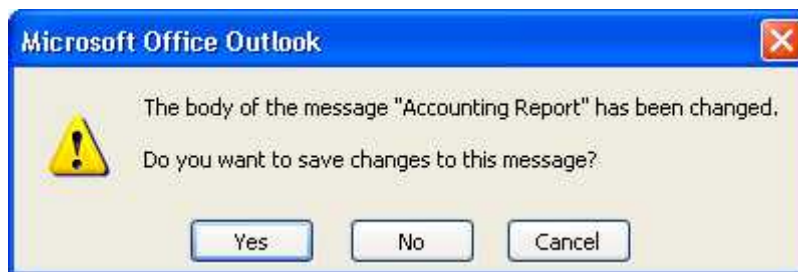 Microsoft Office Outlook
The body of the message "Accounting Report" has been changed.
Do you want to save changes to this message?
Yes No Cancel